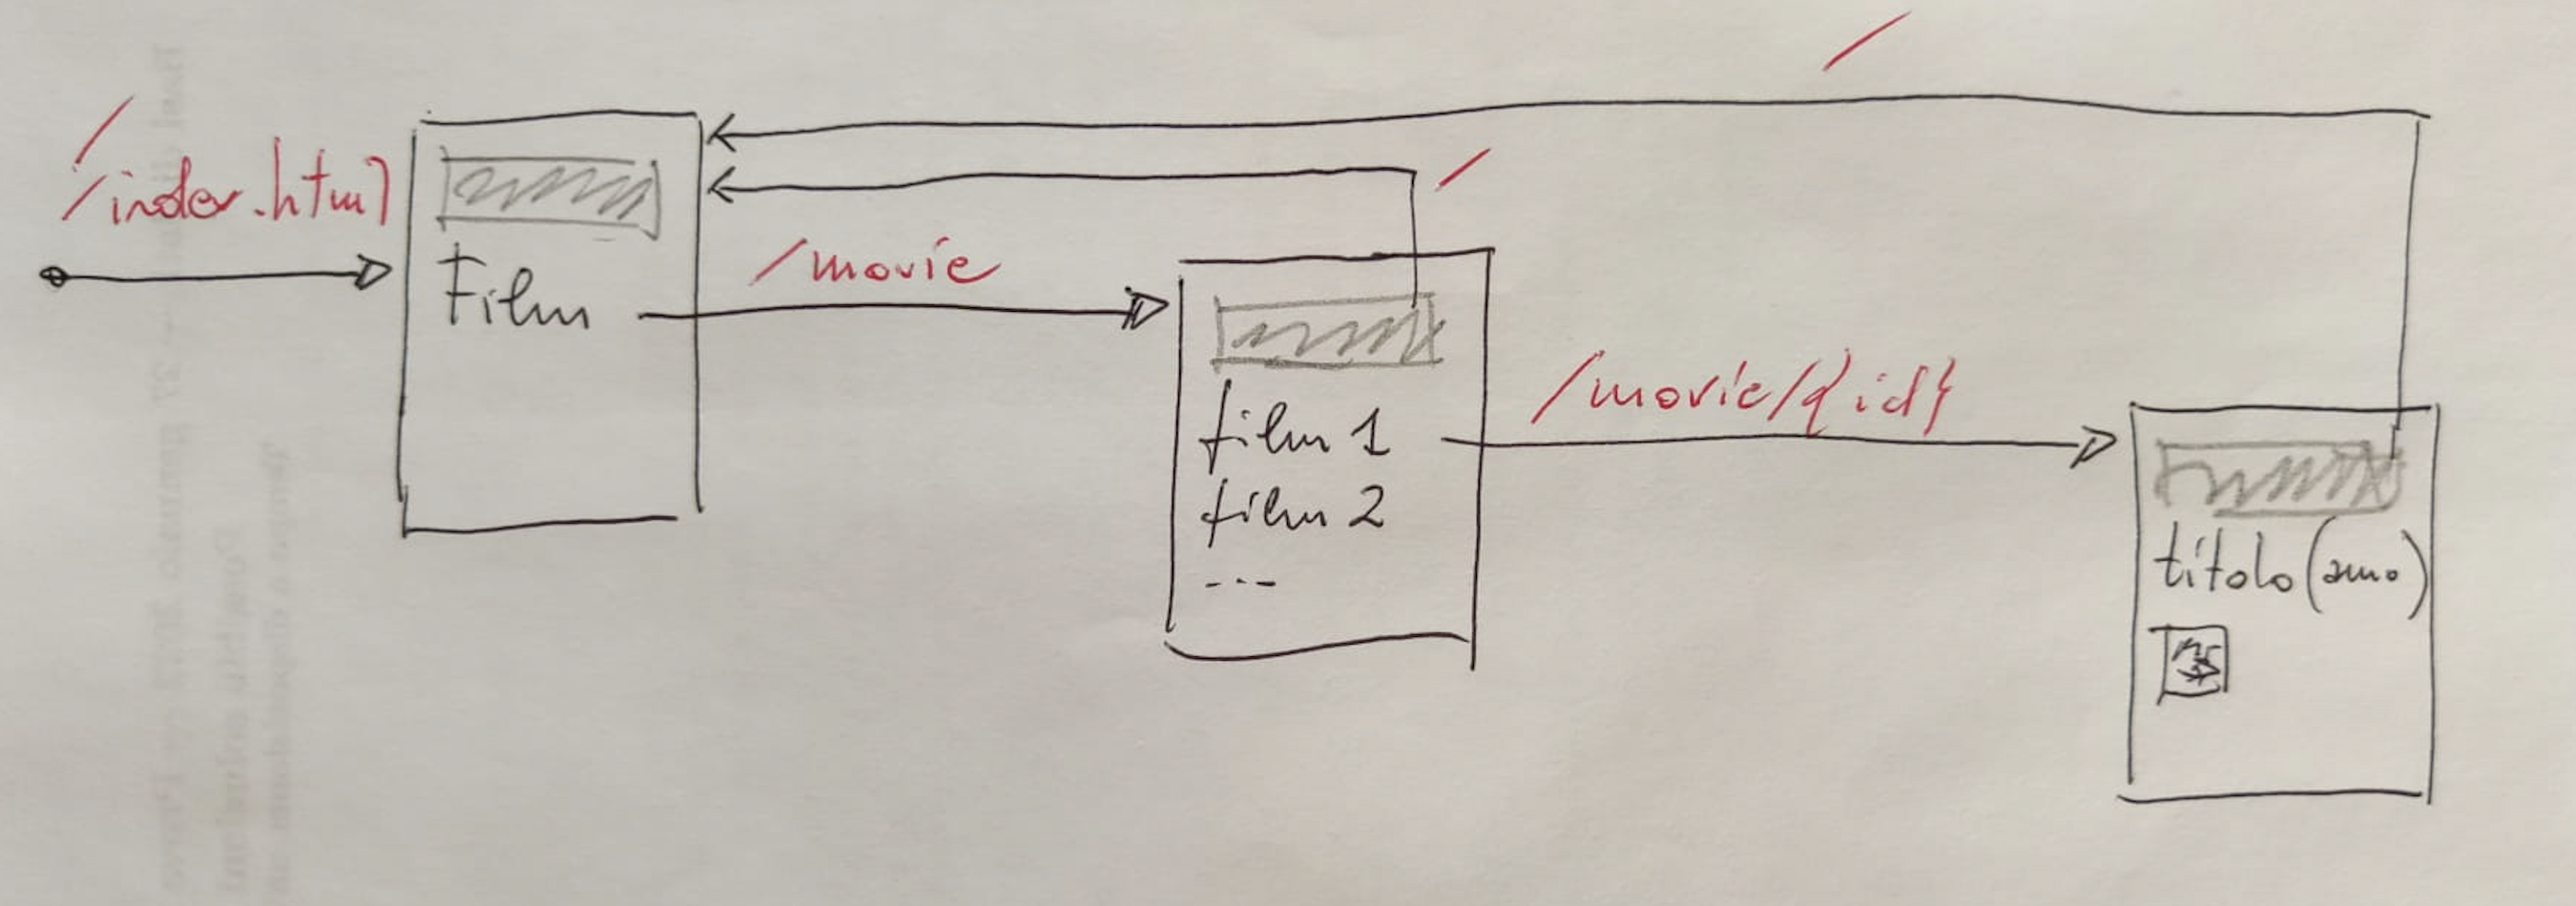 /
/index.html
Film
/movie
/
film 1
film 2
---
/movie/{id}
/
titolo (anno)